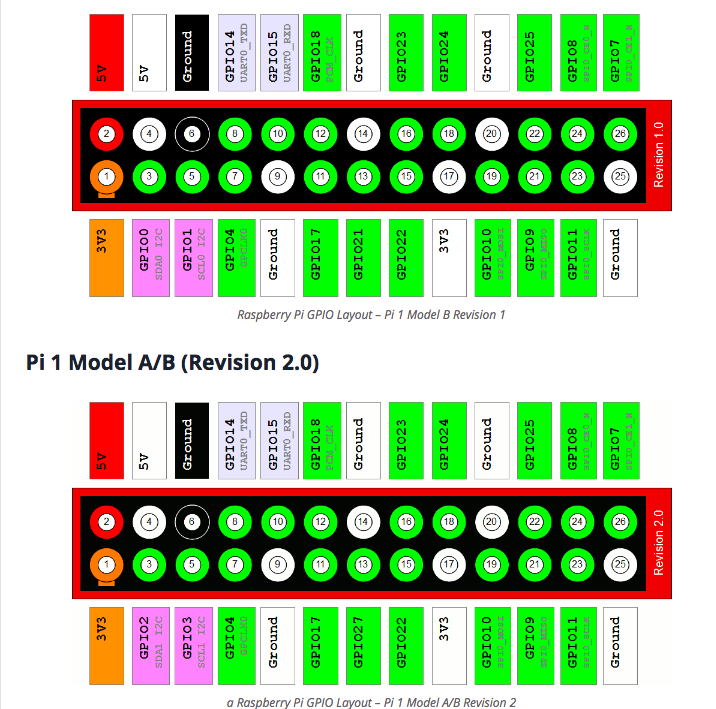 5V 5V Ground GPIO14 UART0_TXD GPIO15 UART0_RXD GPIO18 PCM_CLK Ground GPIO23 GPIO24 Ground GPIO25 GPIO8 SPI0_CE0_N GPIO7 SPI0_CE1_N
2 4 6 8 10 12 14 16 18 20 22 24 26
1 3 5 7 9 11 13 15 17 19 21 23 25
Revision 1.0
3V3 GPIO0 SDA0 I2C GPIO1 SCL0 I2C GPIO4 GPCLK0 Ground GPIO17 GPIO21 GPIO22 3V3 GPIO10 SPI0_MOSI GPIO9 SPI0_MISO GPIO11 SPI0_SCLK Ground
Raspberry Pi GPIO Layout – Pi 1 Model B Revision 1
Pi 1 Model A/B (Revision 2.0)
5V 5V Ground GPIO14 UART0_TXD GPIO15 UART0_RXD GPIO18 PCM_CLK Ground GPIO23 GPIO24 Ground GPIO25 GPIO8 SPI0_CE0_N GPIO7 SPI0_CE1_N
2 4 6 8 10 12 14 16 18 20 22 24 26
1 3 5 7 9 11 13 15 17 19 21 23 25
Revision 2.0
3V3 GPIO2 SDA1 I2C GPIO3 SCL1 I2C GPIO4 GPCLK0 Ground GPIO17 GPIO27 GPIO22 3V3 GPIO10 SPI0_MOSI GPIO9 SPI0_MISO GPIO11 SPI0_SCLK Ground
a Raspberry Pi GPIO Layout – Pi 1 Model A/B Revision 2